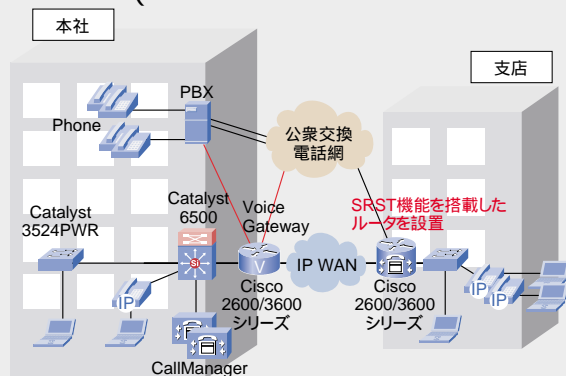 本社
支店
PBX
Phone
公衆交換
電話網
Catalyst
3524PWR
Catalyst
6500
Voice
Gateway
SRST機能を搭載した
ルータを設置
SI
V
IP WAN
IP
IP
IP
Cisco
2600/3600
シリーズ
Cisco
2600/3600
シリーズ
CallManager